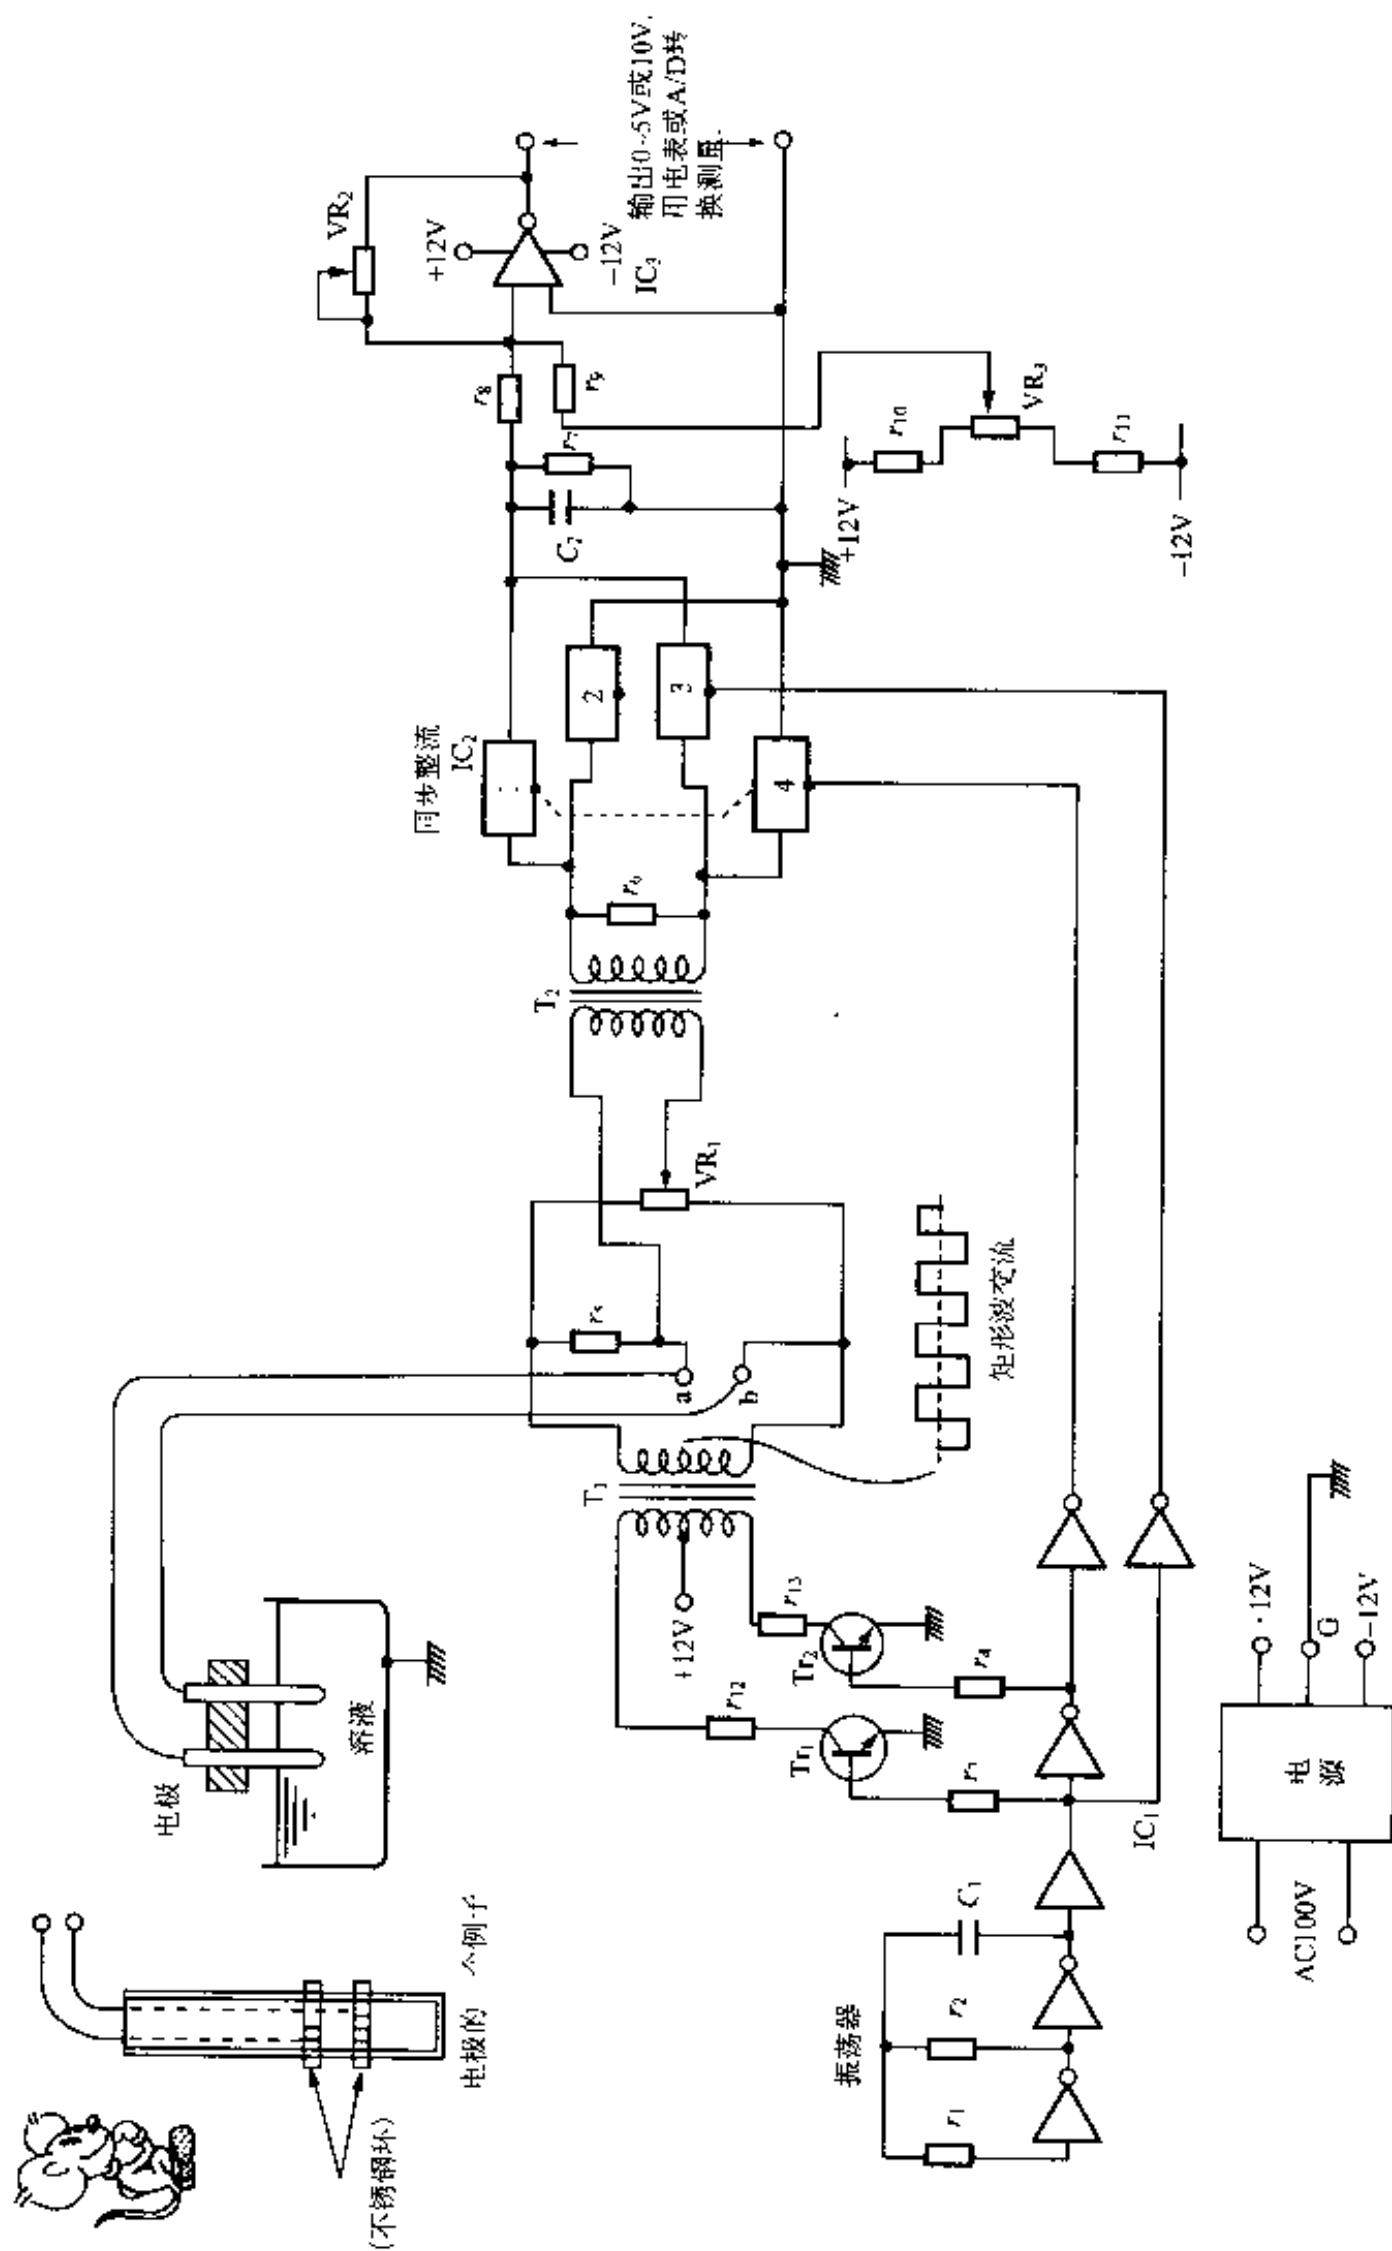 (不锈钢环)
电极的一个例子
电极
溶液
振荡器
r1
r2
C1
IC1
r3
r4
Tr1
Tr2
r12
r13
+12V
T1
a
b
r5
VR1
矩形波交流
T2
r6
同步整流
IC2
1
2
3
4
C2
r7
r8
r9
VR2
+12V
-12V
IC3
输出0~5V或10V.
用电表或A/D转
换测量.
+12V
r10
VR3
r11
-12V
AC100V
电
源
+12V
G
-12V